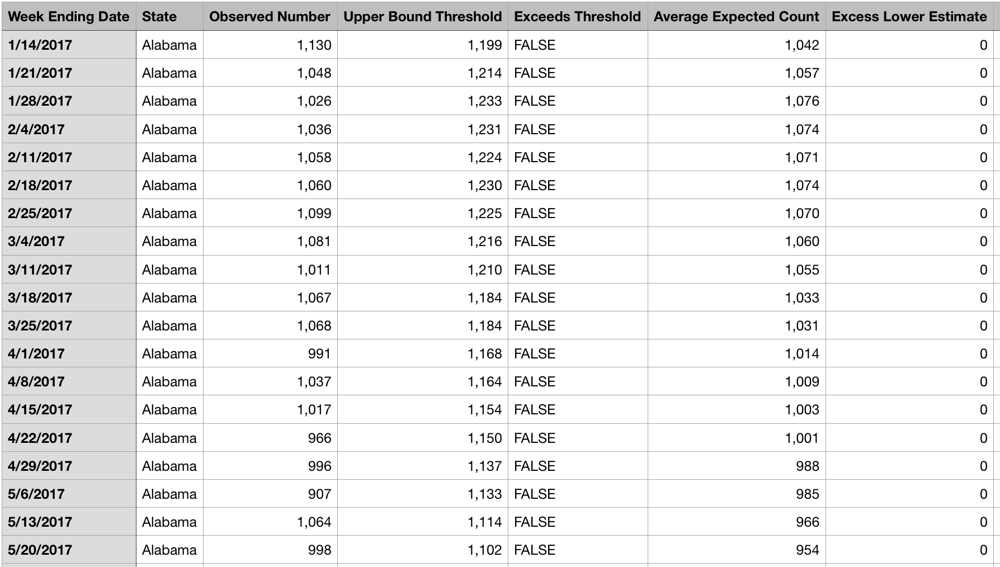 Week Ending Date State Observed Number Upper Bound Threshold Exceeds Threshold Average Expected Count Excess Lower Estimate
1/14/2017 Alabama 1,130 1,199 FALSE 1,042 0
1/21/2017 Alabama 1,048 1,214 FALSE 1,057 0
1/28/2017 Alabama 1,026 1,233 FALSE 1,076 0
2/4/2017 Alabama 1,036 1,231 FALSE 1,074 0
2/11/2017 Alabama 1,058 1,224 FALSE 1,071 0
2/18/2017 Alabama 1,060 1,230 FALSE 1,074 0
2/25/2017 Alabama 1,099 1,225 FALSE 1,070 0
3/4/2017 Alabama 1,081 1,216 FALSE 1,060 0
3/11/2017 Alabama 1,011 1,210 FALSE 1,055 0
3/18/2017 Alabama 1,067 1,184 FALSE 1,033 0
3/25/2017 Alabama 1,068 1,184 FALSE 1,031 0
4/1/2017 Alabama 991 1,168 FALSE 1,014 0
4/8/2017 Alabama 1,037 1,164 FALSE 1,009 0
4/15/2017 Alabama 1,017 1,154 FALSE 1,003 0
4/22/2017 Alabama 966 1,150 FALSE 1,001 0
4/29/2017 Alabama 996 1,137 FALSE 988 0
5/6/2017 Alabama 907 1,133 FALSE 985 0
5/13/2017 Alabama 1,064 1,114 FALSE 966 0
5/20/2017 Alabama 998 1,102 FALSE 954 0